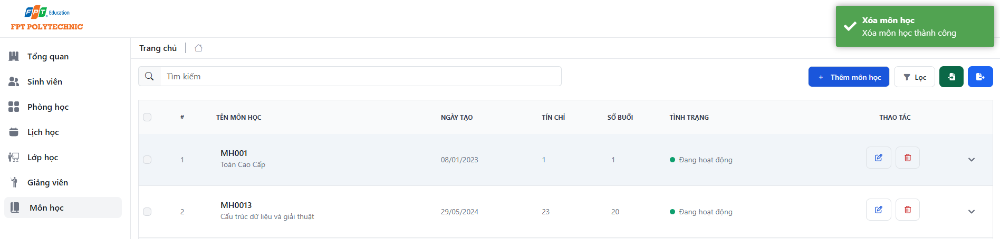 FPT Education
FPT POLYTECHNIC
Xóa môn học
Xóa môn học thành công
Tổng quan
Sinh viên
Phòng học
Lịch học
Lớp học
Giảng viên
Môn học
Trang chủ
Tìm kiếm
+ Thêm môn học
Lọc
# TÊN MÔN HỌC NGÀY TẠO TÍN CHỈ SỐ BUỔI TÌNH TRẠNG THAO TÁC
1 MH001 08/01/2023 1 1 Đang hoạt động
Toán Cao Cấp
2 MH0013 29/05/2024 23 20 Đang hoạt động
Cấu trúc dữ liệu và giải thuật